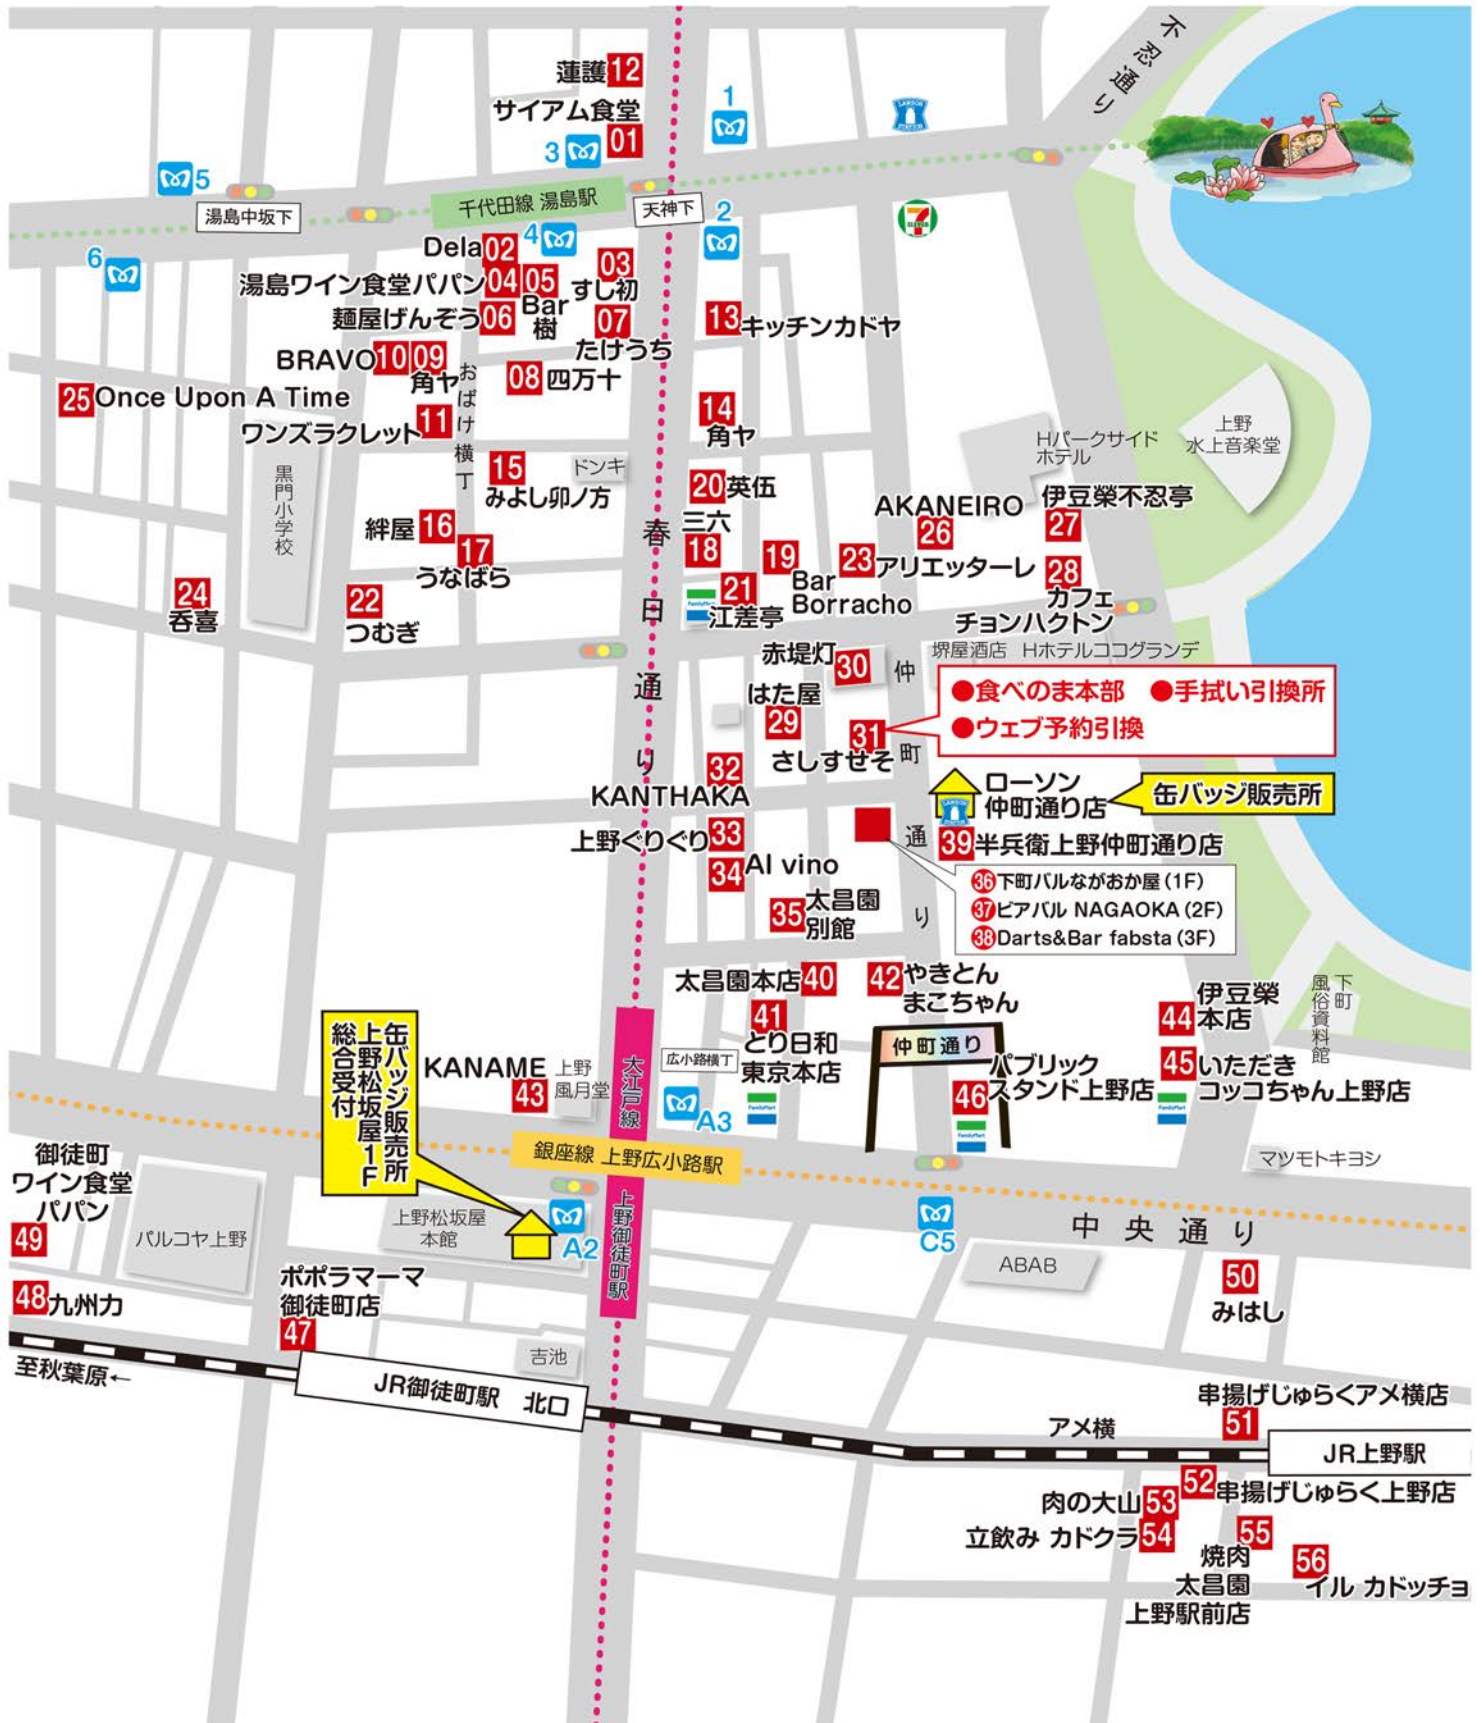 不忍通り
蓮護 12
サイアム食堂
01
1
LAWSON STATION
3
5
湯島中坂下
千代田線 湯島駅
天神下
2
7 ELEVEN
4
6
Dela 02
03
すし初
湯島ワイン食堂パパン 04
05
Bar
樹
麺屋げんぞう 06
07
たけうち
13 キッチンカドヤ
BRAVO 10
09
角ヤ
08 四万十
おばけ横丁
25 Once Upon A Time
ワンズラクレット 11
14
角ヤ
黒門小学校
15
みよし卯ノ方
ドンキ
Hパークサイド
ホテル
上野
水上音楽堂
20 英伍
絆屋 16
17
うなばら
春日通り
三六
18
19
Bar
Borracho
23 アリエッターレ
AKANEIRO
26
伊豆榮不忍亭
27
28
カフェ
チョンハクトン
24
呑喜
22
つむぎ
FamilyMart
21
江差亭
赤堤灯 30
堺屋酒店
Hホテルココグランデ
仲町通り
はた屋
29
31
さしすせそ
●食べのま本部 ●手拭い引換所
●ウェブ予約引換
32
KANTHAKA
ローソン
仲町通り店
LAWSON STATION
缶バッジ販売所
上野ぐりぐり 33
34 Al vino
39 半兵衛上野仲町通り店
36 下町バルながおか屋(1F)
37 ビアバル NAGAOKA(2F)
38 Darts&Bar fabsta(3F)
35 太昌園
別館
太昌園本店 40
42 やきとん
まこちゃん
41
とり日和
東京本店
仲町通り
44 伊豆榮
本店
下町
風俗資料館
45 いただき
コッコちゃん上野店
46 パブリック
スタンド上野店
FamilyMart
FamilyMart
FamilyMart
広小路横丁
A3
缶バッジ販売所
上野松坂屋1F
総合受付
KANAME
43
上野
風月堂
大江戸線 上野御徒町駅
銀座線 上野広小路駅
マツモトキヨシ
御徒町
ワイン食堂
パパン
49
パルコヤ上野
上野松坂屋
本館
A2
C5
中央通り
ABAB
50
みはし
48 九州力
ポポラマーマ
御徒町店
47
吉池
至秋葉原←
JR御徒町駅 北口
アメ横
串揚げじゅらくアメ横店
51
JR上野駅
52 串揚げじゅらく上野店
肉の大山 53
立飲み カドクラ 54
55
焼肉
太昌園
上野駅前店
56
イル カドッチョ